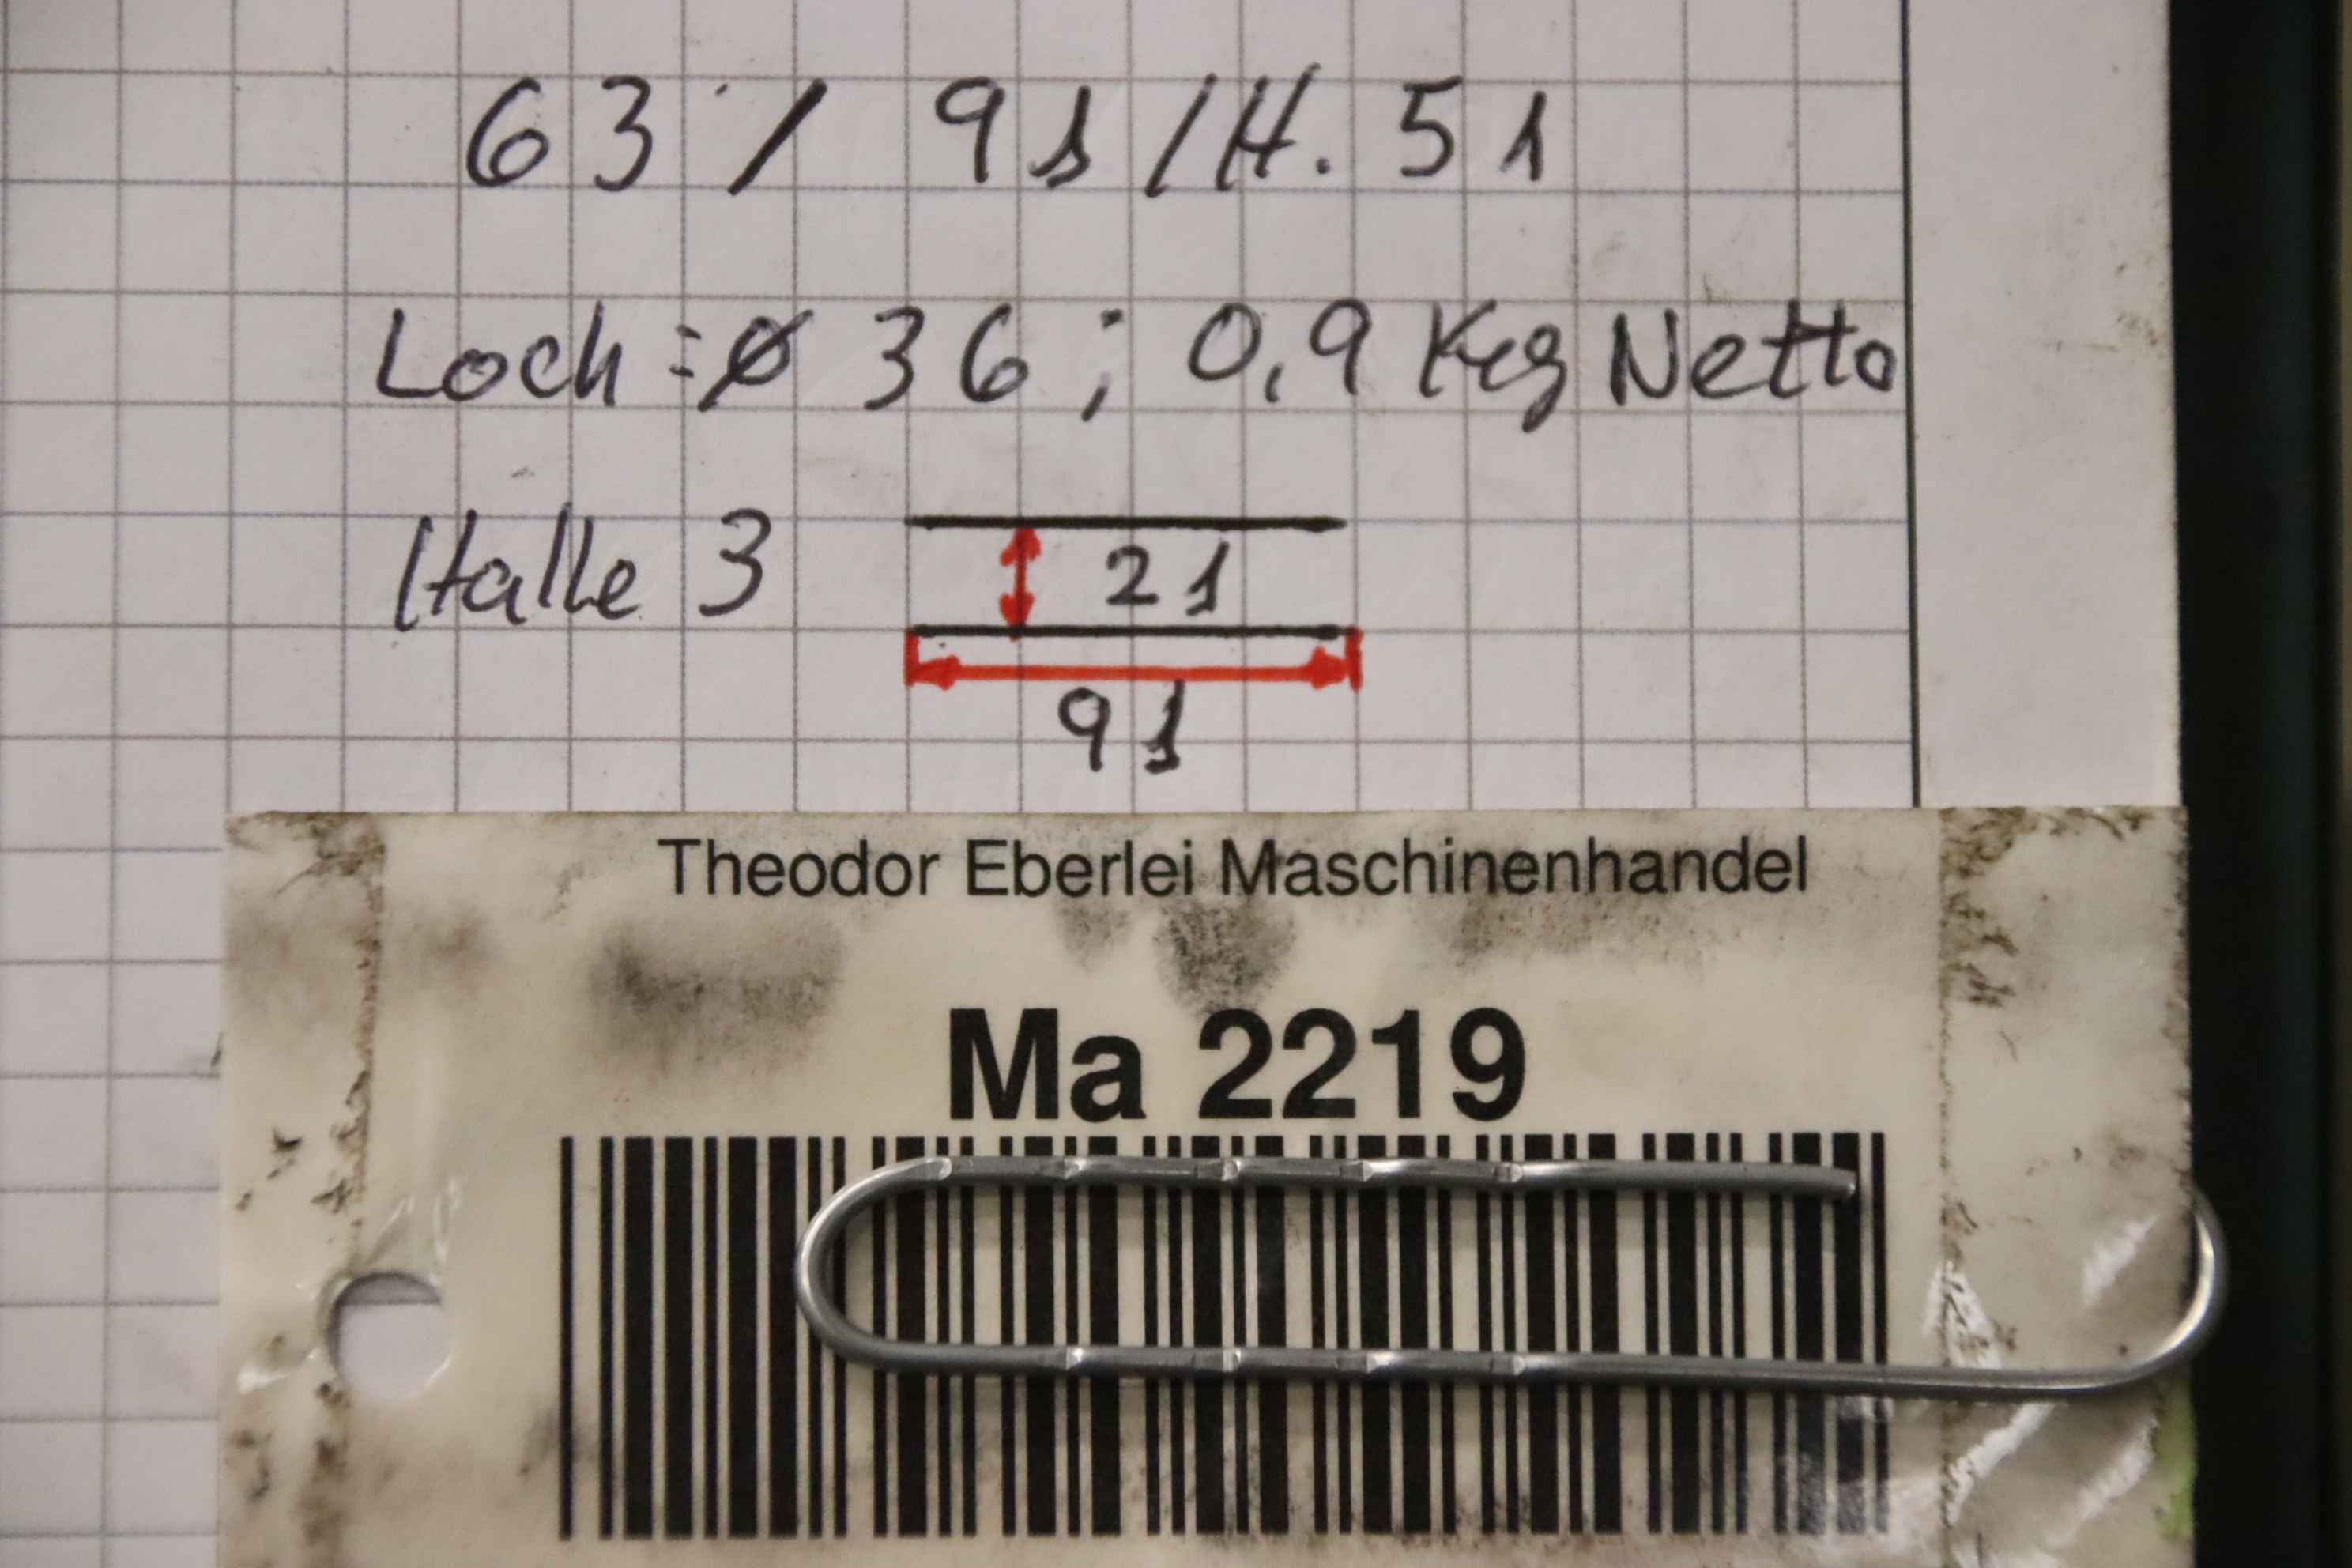 63 / 91 / H. 51
Loch = ø 36 ; 0,9 Kg Netto
Halle 3
21
91
Theodor Eberlei Maschinenhandel
Ma 2219